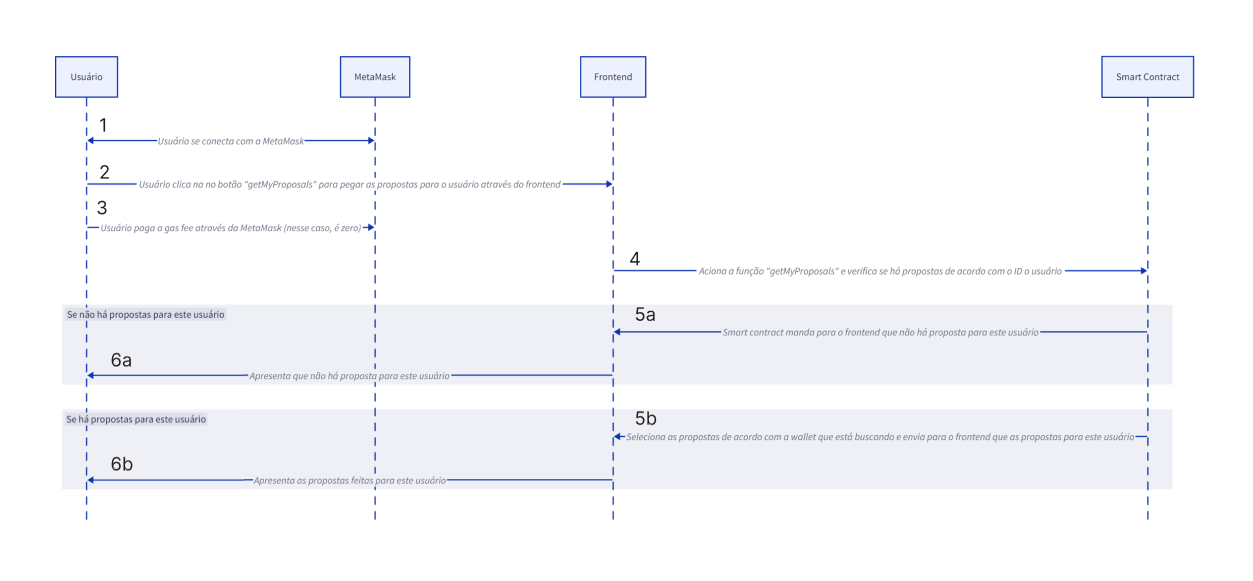 Usuário
MetaMask
Frontend
Smart Contract
1
Usuário se conecta com a MetaMask
2
Usuário clica na no botão "getMyProposals" para pegar as propostas para o usuário através do frontend
3
Usuário paga a gas fee através da MetaMask (nesse caso, é zero)
4
Aciona a função "getMyProposals" e verifica se há propostas de acordo com o ID o usuário
Se não há propostas para este usuário
5a
Smart contract manda para o frontend que não há proposta para este usuário
6a
Apresenta que não há proposta para este usuário
Se há propostas para este usuário
5b
Seleciona as propostas de acordo com a wallet que está buscando e envia para o frontend que as propostas para este usuário
6b
Apresenta as propostas feitas para este usuário